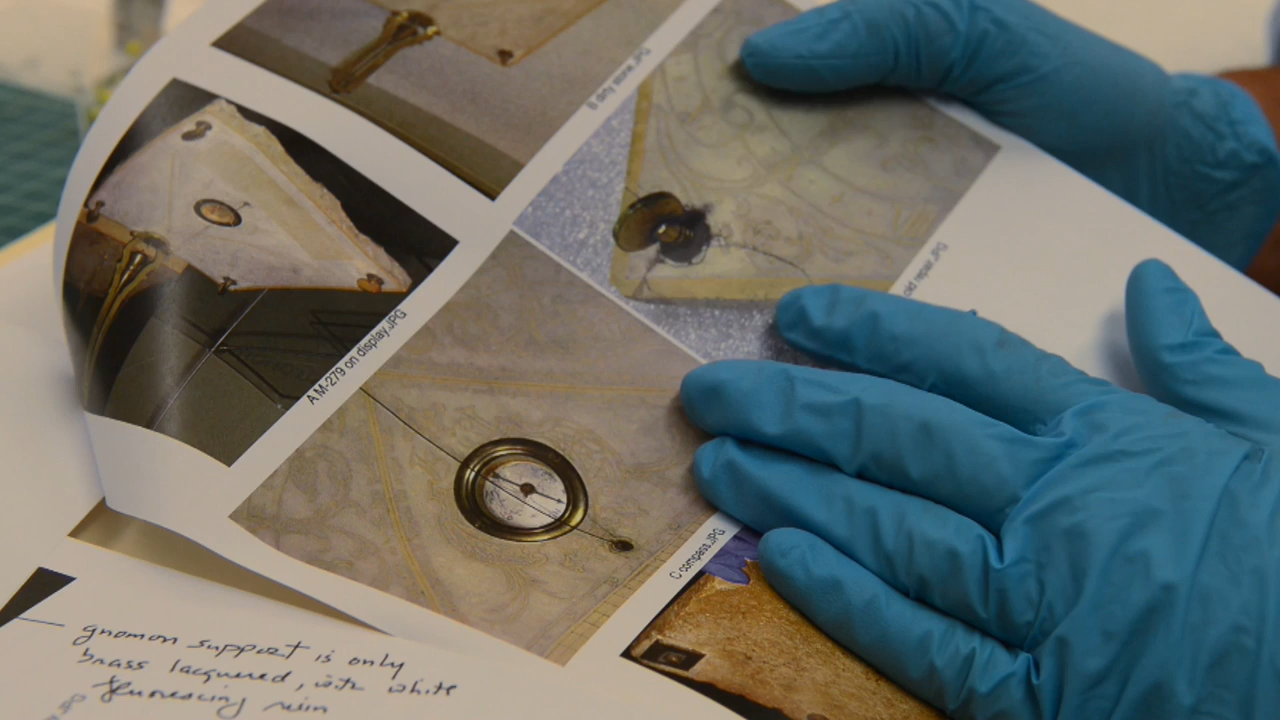 B dirty water.JPG
A M-279 on display.JPG
old repair.JPG
C compass.JPG
gnomon support is only
brass lacquered, with white
fluorescing